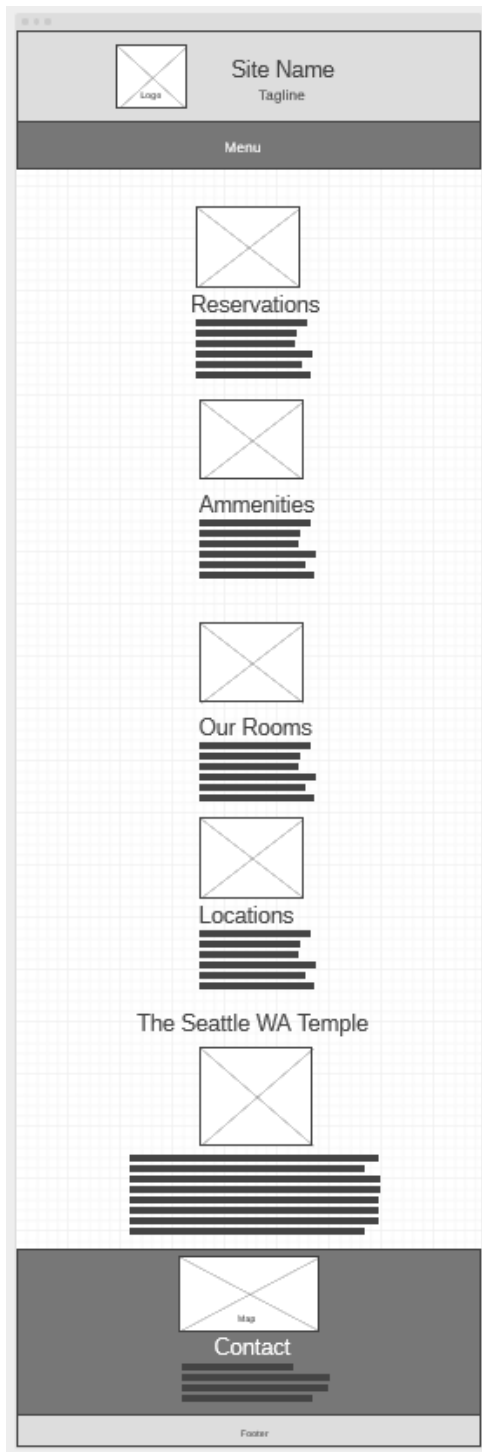 Site Name
Logo
Tagline
Menu
Reservations
Ammenities
Our Rooms
Locations
The Seattle WA Temple
Map
Contact
Footer